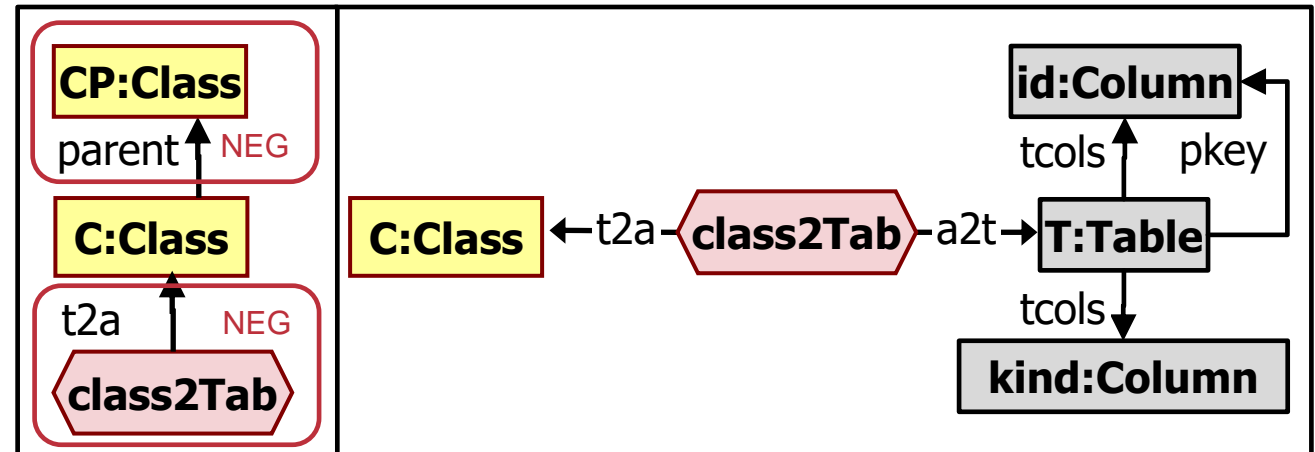 CP:Class
parent
NEG
C:Class
t2a
NEG
class2Tab
C:Class
t2a
class2Tab
a2t
T:Table
id:Column
tcols
pkey
tcols
kind:Column